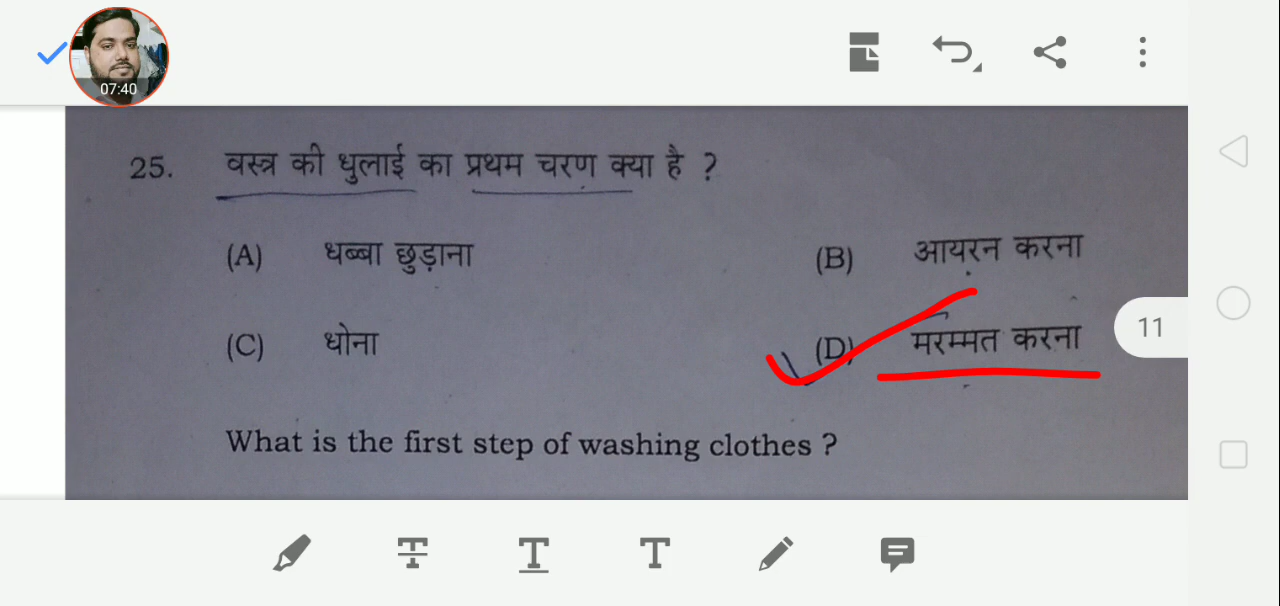 07:40
25. वस्त्र की धुलाई का प्रथम चरण क्या है ?
(A) धब्बा छुड़ाना (B) आयरन करना
(C) धोना (D) मरम्मत करना
11
What is the first step of washing clothes ?
T T T